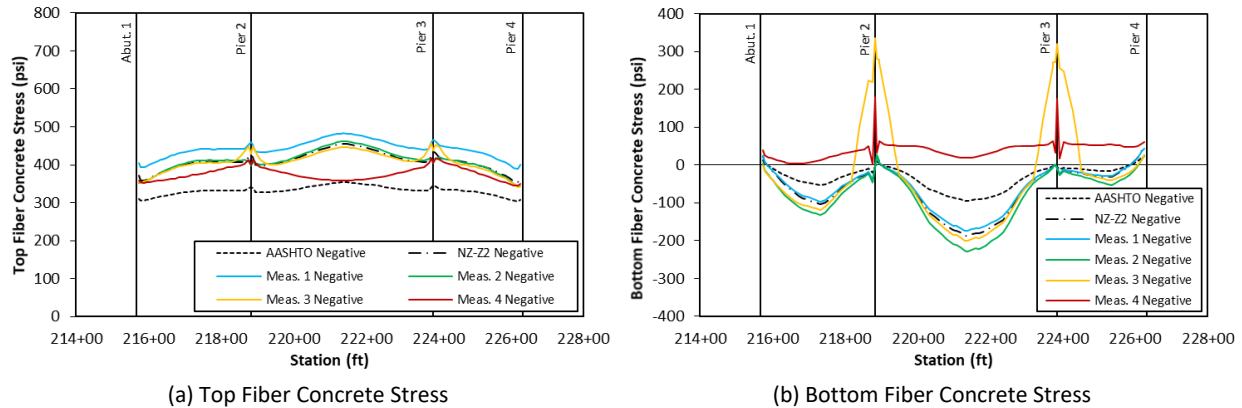 800
700
600
500
400
300
200
100
0
Top Fiber Concrete Stress (psi)
Abut. 1
Pier 2
Pier 3
Pier 4
AASHTO Negative
NZ-Z2 Negative
Meas. 1 Negative
Meas. 2 Negative
Meas. 3 Negative
Meas. 4 Negative
214+00 216+00 218+00 220+00 222+00 224+00 226+00 228+00
Station (ft)
(a) Top Fiber Concrete Stress
400
300
200
100
0
-100
-200
-300
-400
Bottom Fiber Concrete Stress (psi)
Abut. 1
Pier 2
Pier 3
Pier 4
AASHTO Negative
NZ-Z2 Negative
Meas. 1 Negative
Meas. 2 Negative
Meas. 3 Negative
Meas. 4 Negative
214+00 216+00 218+00 220+00 222+00 224+00 226+00 228+00
Station (ft)
(b) Bottom Fiber Concrete Stress